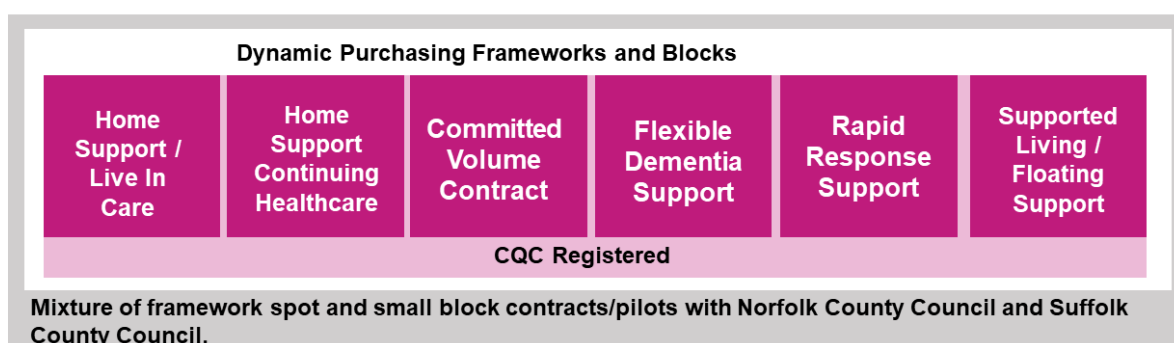 Dynamic Purchasing Frameworks and Blocks
Home
Support /
Live In
Care
Home
Support
Continuing
Healthcare
Committed
Volume
Contract
Flexible
Dementia
Support
Rapid
Response
Support
Supported
Living /
Floating
Support
CQC Registered
Mixture of framework spot and small block contracts/pilots with Norfolk County Council and Suffolk
County Council.